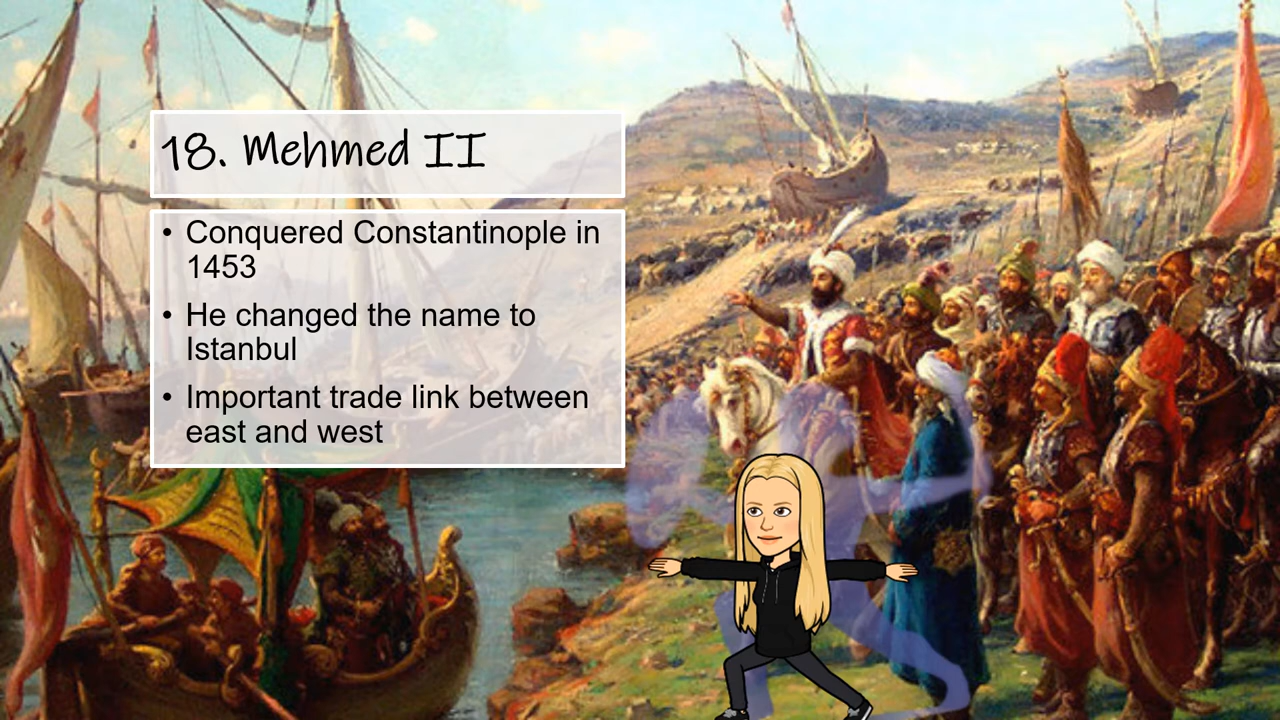 18. Mehmed II
• Conquered Constantinople in
1453
• He changed the name to
Istanbul
• Important trade link between
east and west